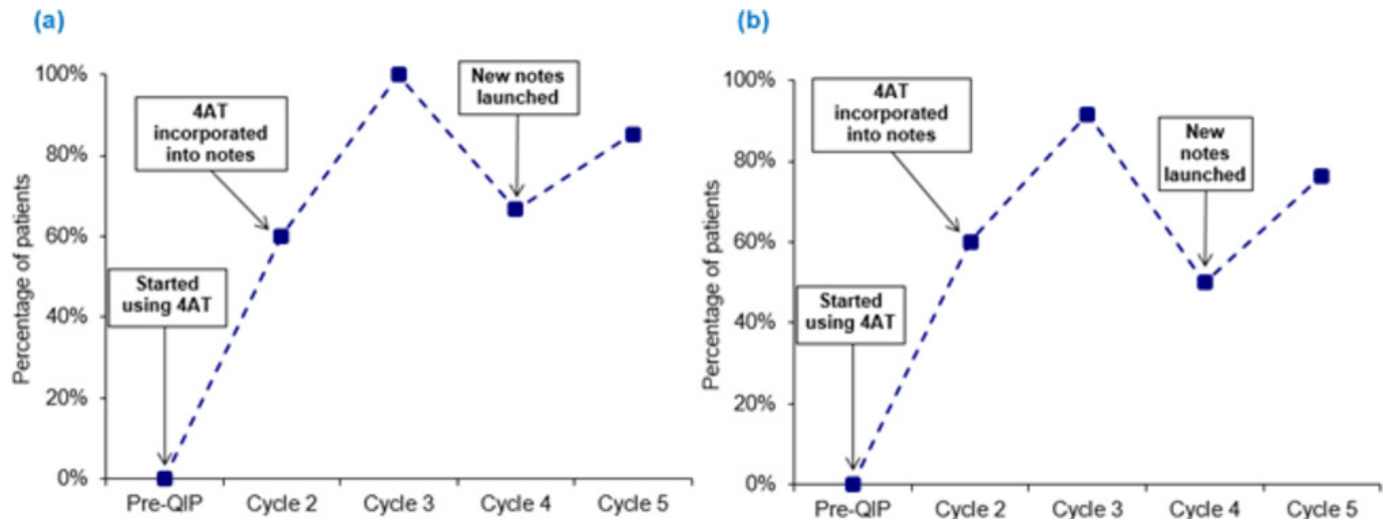 (a)
Percentage of patients
100%
80%
60%
40%
20%
0%
4AT
incorporated
into notes
New notes
launched
Started
using 4AT
Pre-QIP
Cycle 2
Cycle 3
Cycle 4
Cycle 5
(b)
Percentage of patients
100%
80%
60%
40%
20%
0%
4AT
incorporated
into notes
New
notes
launched
Started
using 4AT
Pre-QIP
Cycle 2
Cycle 3
Cycle 4
Cycle 5